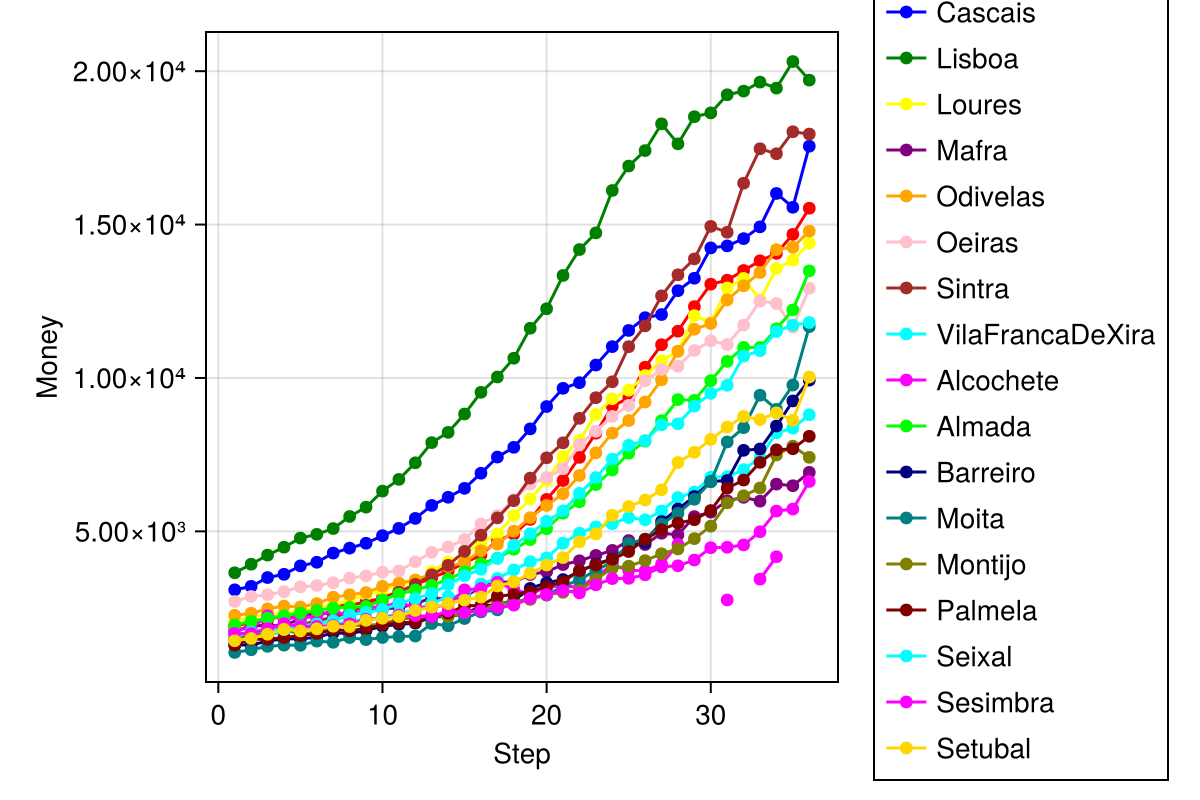 Cascais
Lisboa
Loures
Mafra
Odivelas
Oeiras
Sintra
VilaFrancaDeXira
Alcochete
Almada
Barreiro
Moita
Montijo
Palmela
Seixal
Sesimbra
Setubal
2.00×10⁴
1.50×10⁴
1.00×10⁴
5.00×10³
Money
0 10 20 30
Step